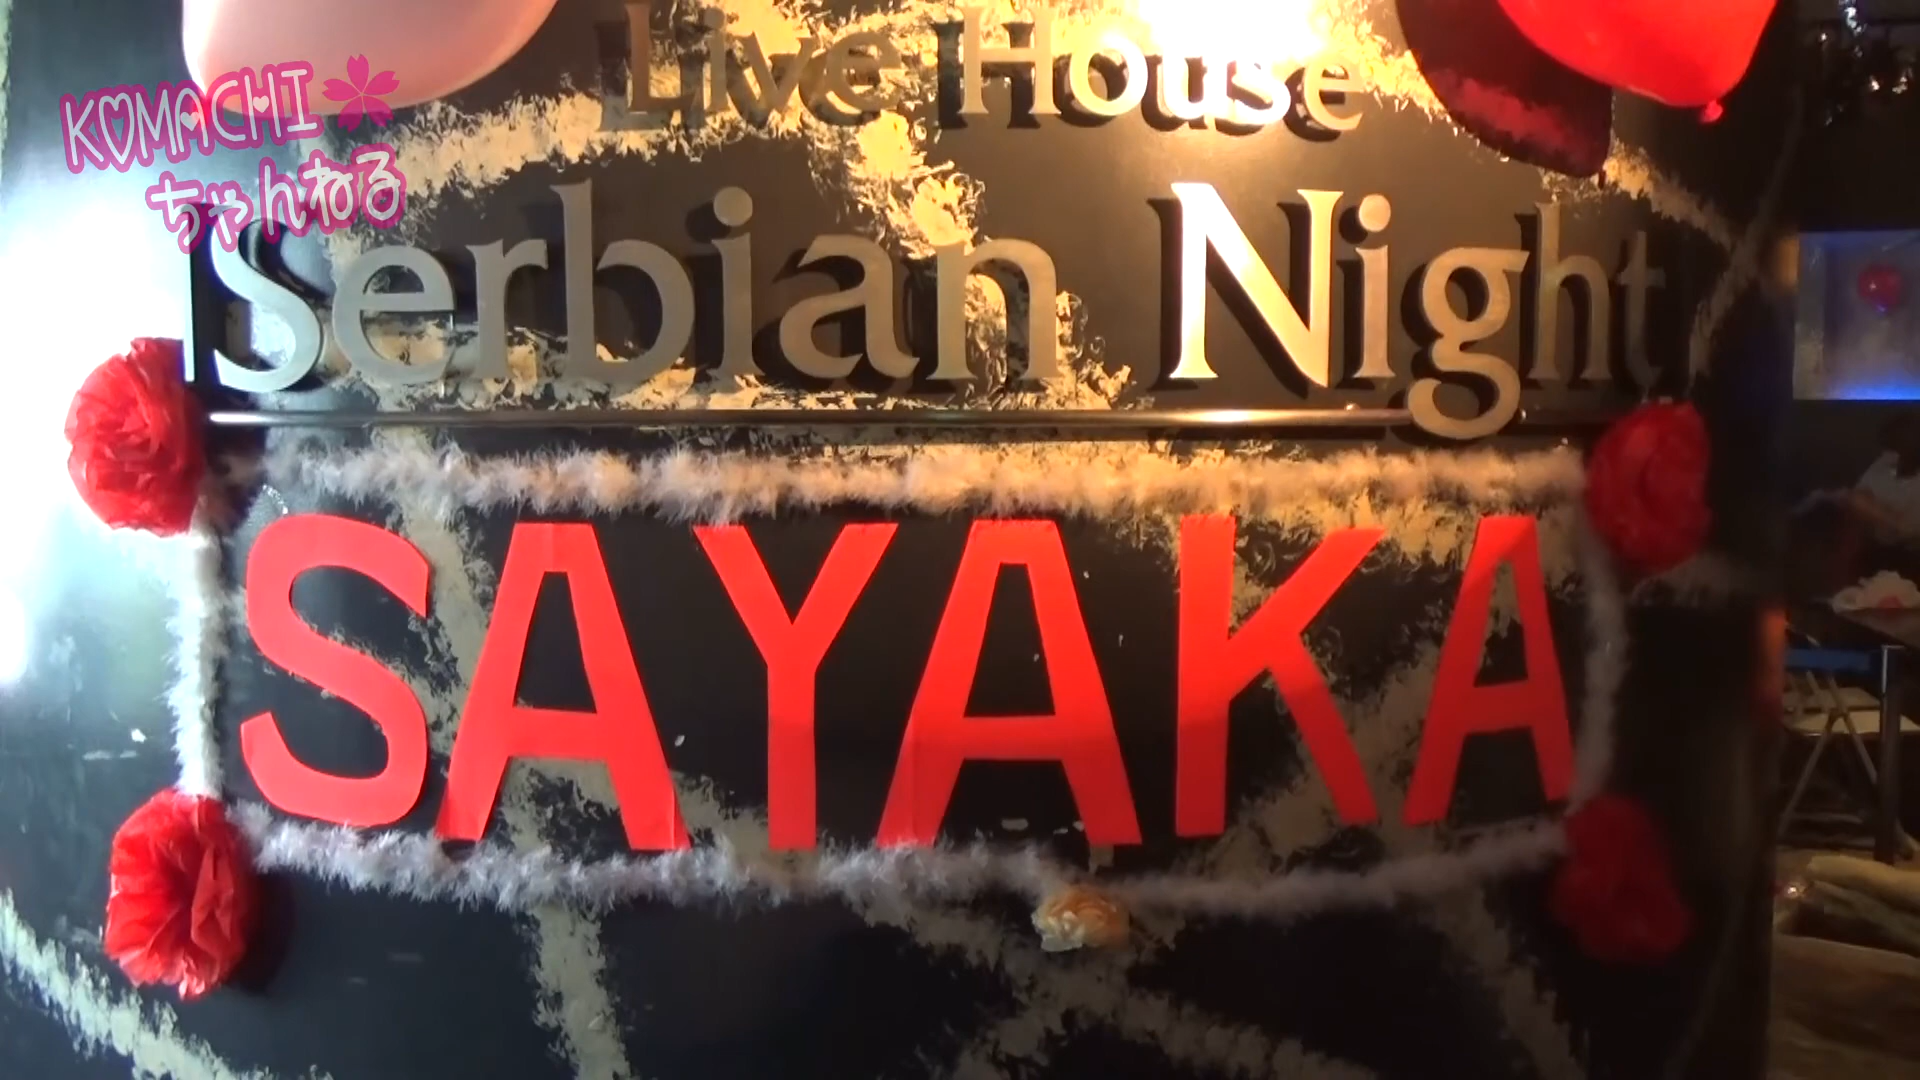 KOMACHI
ちゃんねる
Live House
Serbian Night
SAYAKA